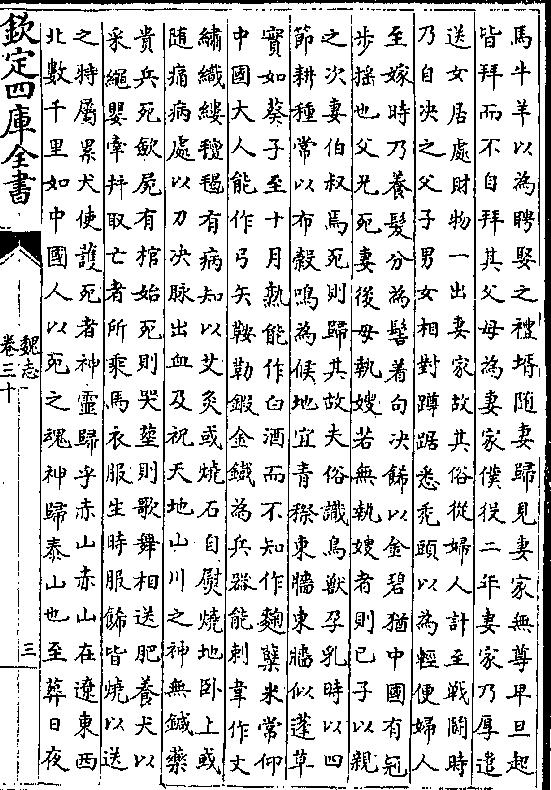 馬牛羊以為聘娶之禮壻隨妻歸見妻家無尊卑旦起
皆拜而不自拜其父母為妻家僕役二年妻家乃厚遣
送女居處財物一出妻家故其俗從婦人計至戰鬬時
乃自決之父子男女相對蹲踞悉禿頭以為輕便婦人
至嫁時乃養髮分為髻著句决飾以金碧猶中國有冠
步搖也父兄死妻後母執嫂若無執嫂者則已子以親
之次妻伯叔焉死則歸其故夫俗識鳥獸孕乳時以四
節耕種常以布穀鳴為候地宜青穄東牆東牆似蓬草
實如葵子至十月熟能作白酒而不知作麴糱米常仰
中國大人能作弓矢鞍勒鍛金鐵為兵器能刺韋作文
繡織縷氊毼有病知以艾灸或燒石自熨燒地卧上或
随痛病處以刀决脉出血及祝天地山川之神無鍼藥
貴兵死斂屍有棺始死則哭塟則歌舞相送肥養犬以
采繩嬰牽并取亡者所乘馬衣服生時服飾皆燒以送
之特屬累犬使護死者神靈歸乎赤山赤山在遼東西
北數千里如中國人以死之魂神歸泰山也至葬日夜
欽定四庫全書
魏志
卷三十
三